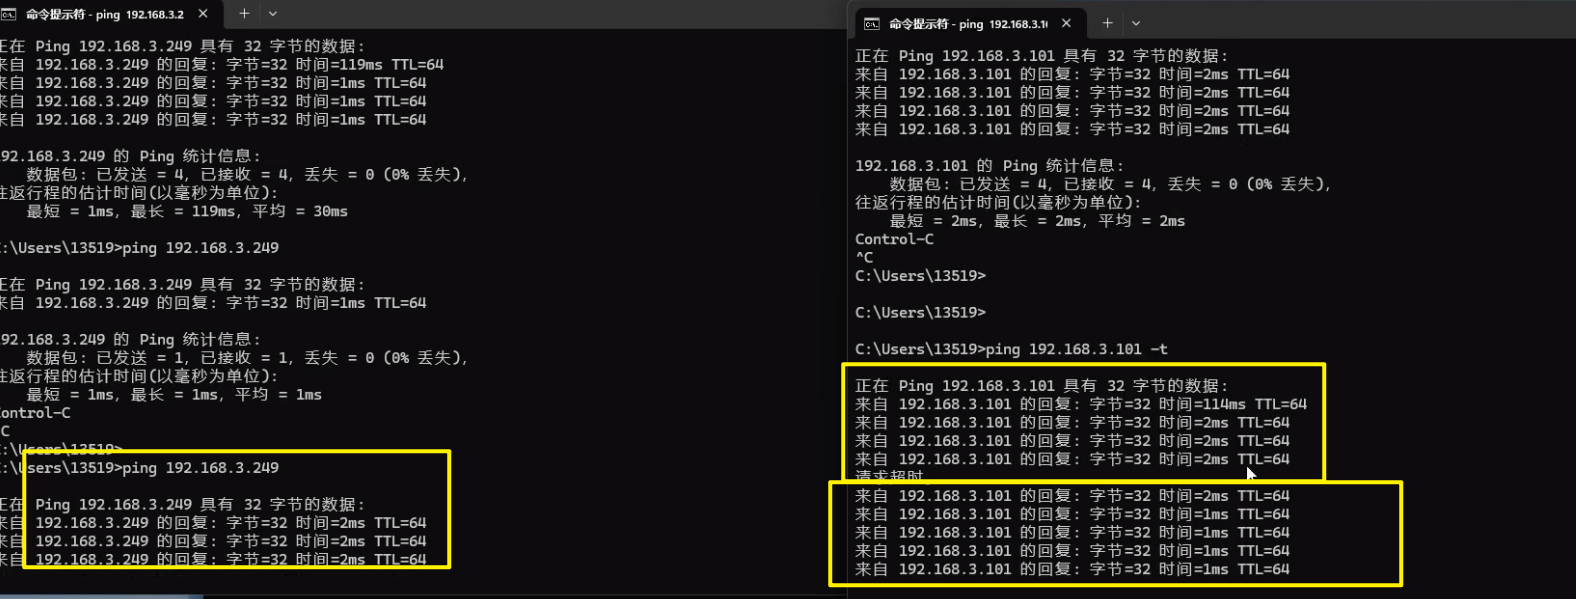 命令提示符 - ping 192.168.3.2
正在 Ping 192.168.3.249 具有 32 字节的数据:
来自 192.168.3.249 的回复: 字节=32 时间=119ms TTL=64
来自 192.168.3.249 的回复: 字节=32 时间=1ms TTL=64
来自 192.168.3.249 的回复: 字节=32 时间=1ms TTL=64
来自 192.168.3.249 的回复: 字节=32 时间=1ms TTL=64
92.168.3.249 的 Ping 统计信息:
数据包: 已发送 = 4, 已接收 = 4, 丢失 = 0 (0% 丢失),
往返行程的估计时间(以毫秒为单位):
最短 = 1ms, 最长 = 119ms, 平均 = 30ms
:\Users\13519>ping 192.168.3.249
正在 Ping 192.168.3.249 具有 32 字节的数据:
来自 192.168.3.249 的回复: 字节=32 时间=1ms TTL=64
92.168.3.249 的 Ping 统计信息:
数据包: 已发送 = 1, 已接收 = 1, 丢失 = 0 (0% 丢失),
往返行程的估计时间(以毫秒为单位):
最短 = 1ms, 最长 = 1ms, 平均 = 1ms
ontrol-C
C
:\Users\13519>
:\Users\13519>ping 192.168.3.249
正在 Ping 192.168.3.249 具有 32 字节的数据:
来自 192.168.3.249 的回复: 字节=32 时间=2ms TTL=64
来自 192.168.3.249 的回复: 字节=32 时间=2ms TTL=64
来自 192.168.3.249 的回复: 字节=32 时间=2ms TTL=64
命令提示符 - ping 192.168.3.1
正在 Ping 192.168.3.101 具有 32 字节的数据:
来自 192.168.3.101 的回复: 字节=32 时间=2ms TTL=64
来自 192.168.3.101 的回复: 字节=32 时间=2ms TTL=64
来自 192.168.3.101 的回复: 字节=32 时间=2ms TTL=64
来自 192.168.3.101 的回复: 字节=32 时间=2ms TTL=64
192.168.3.101 的 Ping 统计信息:
数据包: 已发送 = 4, 已接收 = 4, 丢失 = 0 (0% 丢失),
往返行程的估计时间(以毫秒为单位):
最短 = 2ms, 最长 = 2ms, 平均 = 2ms
Control-C
^C
C:\Users\13519>
C:\Users\13519>
C:\Users\13519>ping 192.168.3.101 -t
正在 Ping 192.168.3.101 具有 32 字节的数据:
来自 192.168.3.101 的回复: 字节=32 时间=114ms TTL=64
来自 192.168.3.101 的回复: 字节=32 时间=2ms TTL=64
来自 192.168.3.101 的回复: 字节=32 时间=2ms TTL=64
来自 192.168.3.101 的回复: 字节=32 时间=2ms TTL=64
请求超时。
来自 192.168.3.101 的回复: 字节=32 时间=2ms TTL=64
来自 192.168.3.101 的回复: 字节=32 时间=1ms TTL=64
来自 192.168.3.101 的回复: 字节=32 时间=1ms TTL=64
来自 192.168.3.101 的回复: 字节=32 时间=1ms TTL=64
来自 192.168.3.101 的回复: 字节=32 时间=1ms TTL=64